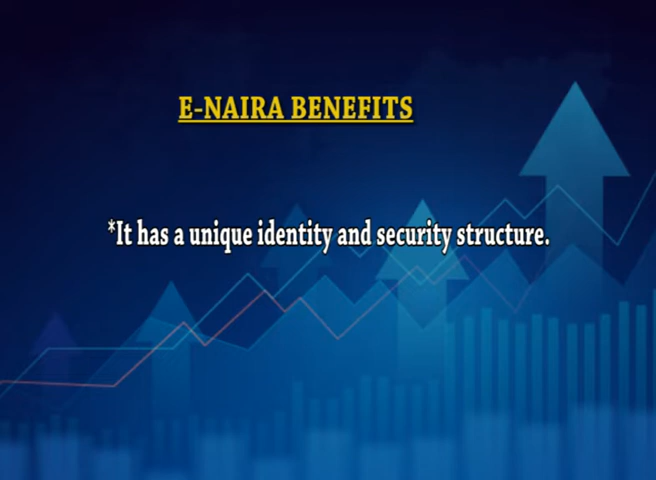 E-NAIRA BENEFITS
*It has a unique identity and security structure.